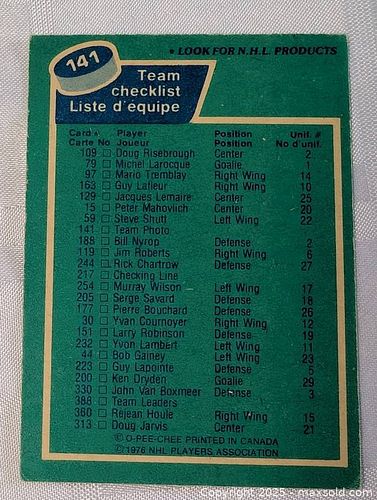 141
• LOOK FOR N.H.L. PRODUCTS
Team
checklist
Liste d'équipe
Card # Player Position Unif. #
Carte No Joueur Position No d'unif.
109 □ Doug Risebrough Center 2
79 □ Michel Larocque Goalie 1
97 □ Mario Tremblay Right Wing 14
163 □ Guy Lafleur Right Wing 10
129 □ Jacques Lemaire Center 25
15 □ Peter Mahovlich Center 20
59 □ Steve Shutt Left Wing 22
141 □ Team Photo
188 □ Bill Nyrop Defense 2
119 □ Jim Roberts Right Wing 6
244 □ Rick Chartrow Defense 27
217 □ Checking Line
254 □ Murray Wilson Left Wing 17
205 □ Serge Savard Defense 18
177 □ Pierre Bouchard Defense 26
30 □ Yvan Cournoyer Right Wing 12
151 □ Larry Robinson Defense 19
232 □ Yvon Lambert Left Wing 11
44 □ Bob Gainey Left Wing 23
223 □ Guy Lapointe Defense 5
200 □ Ken Dryden Goalie 29
330 □ John Van Boxmeer Defense 3
388 □ Team Leaders
360 □ Rejean Houle Right Wing 15
313 □ Doug Jarvis Center 21
© O-PEE-CHEE PRINTED IN CANADA
© 1976 NHL PLAYERS ASSOCIATION
copyright©2025 - maxsold.com